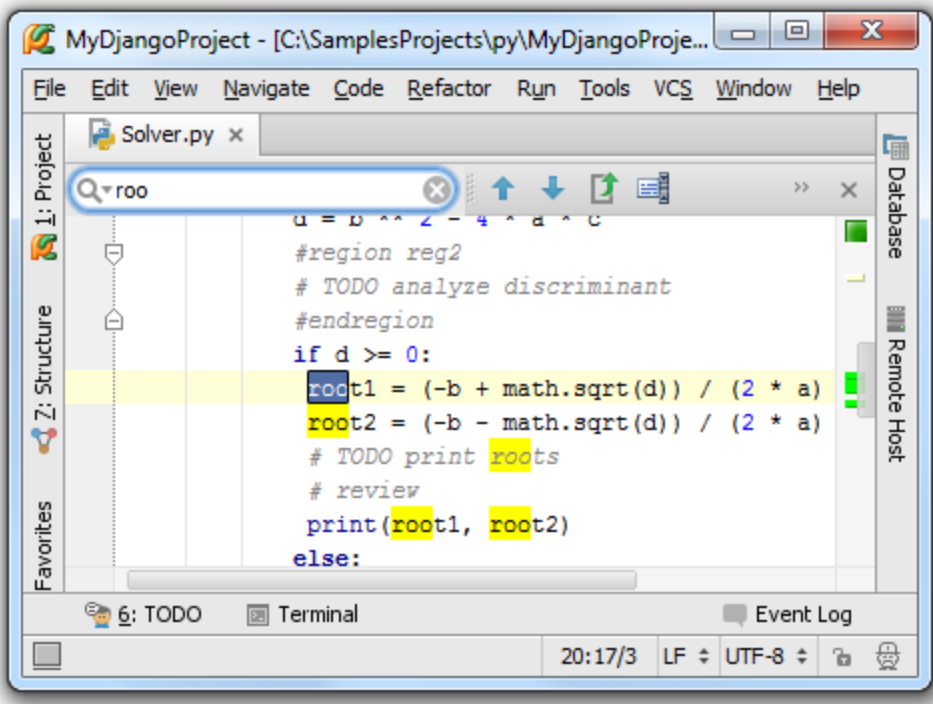 MyDjangoProject - [C:\SamplesProjects\py\MyDjangoProje...
File Edit View Navigate Code Refactor Run Tools VCS Window Help
1: Project
Solver.py
roo
d = b ** 2 - 4 * a * c
#region reg2
# TODO analyze discriminant
#endregion
if d >= 0:
root1 = (-b + math.sqrt(d)) / (2 * a)
root2 = (-b - math.sqrt(d)) / (2 * a)
# TODO print roots
# review
print(root1, root2)
else:
7: Structure
Favorites
Database
Remote Host
6: TODO Terminal Event Log
20:17/3 LF UTF-8